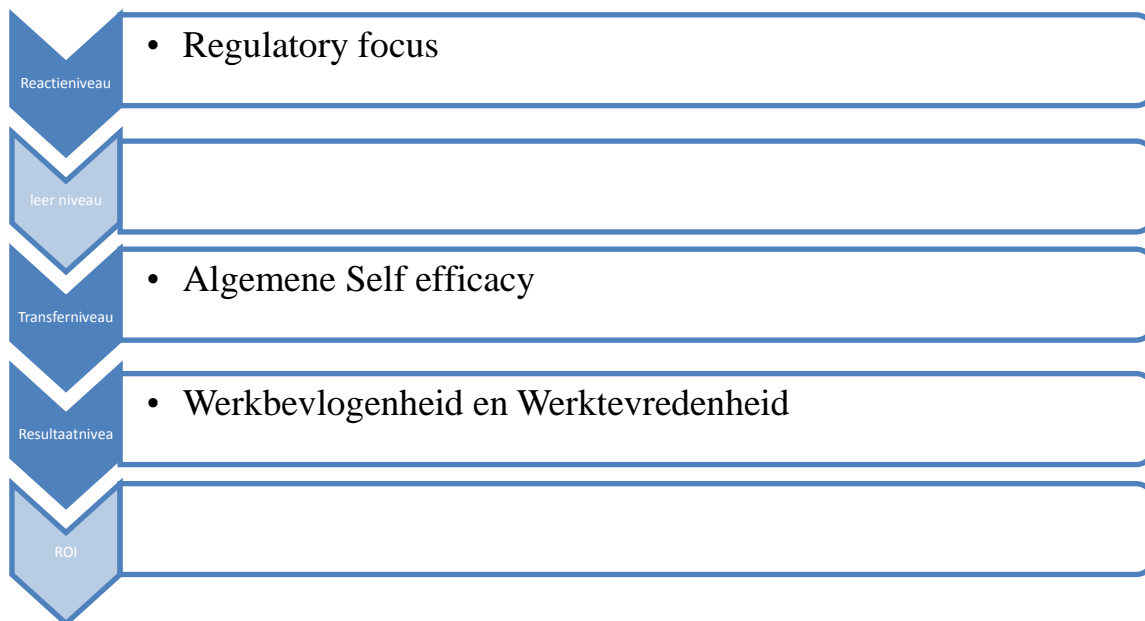 Reactieniveau
• Regulatory focus
leer niveau
Transferniveau
• Algemene Self efficacy
Resultaatnivea
• Werkbevlogenheid en Werktevredenheid
ROI